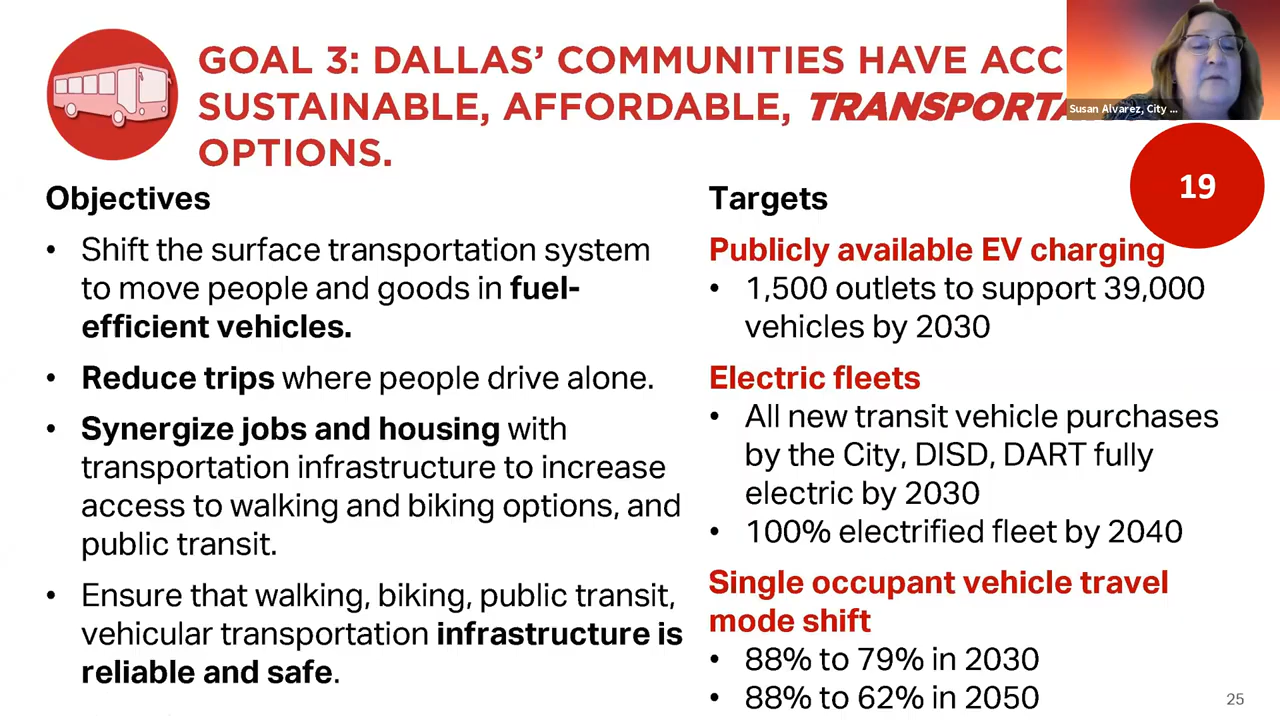 GOAL 3: DALLAS’ COMMUNITIES HAVE
SUSTAINABLE, AFFORDABLE,
OPTIONS.
Susan Alvarez, City ...
19
Objectives
• Shift the surface transportation system
to move people and goods in fuel-
efficient vehicles.
• Reduce trips where people drive alone.
• Synergize jobs and housing with
transportation infrastructure to increase
access to walking and biking options, and
public transit.
• Ensure that walking, biking, public transit,
vehicular transportation infrastructure is
reliable and safe.
Targets
Publicly available EV charging
• 1,500 outlets to support 39,000
vehicles by 2030
Electric fleets
• All new transit vehicle purchases
by the City, DISD, DART fully
electric by 2030
• 100% electrified fleet by 2040
Single occupant vehicle travel
mode shift
• 88% to 79% in 2030
• 88% to 62% in 2050
25